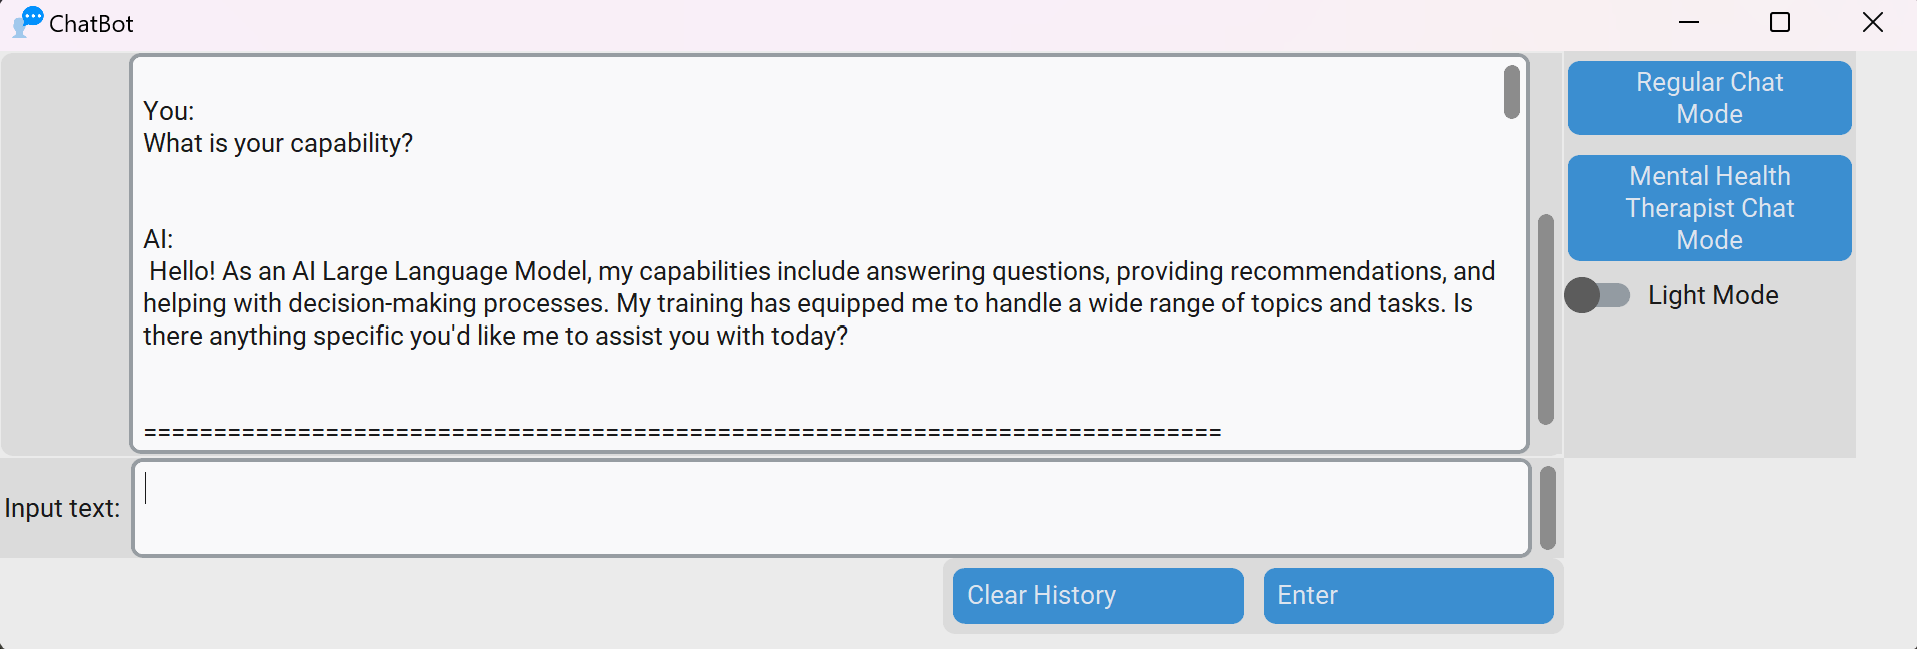 ChatBot
You:
What is your capability?
AI:
Hello! As an AI Large Language Model, my capabilities include answering questions, providing recommendations, and
helping with decision-making processes. My training has equipped me to handle a wide range of topics and tasks. Is
there anything specific you'd like me to assist you with today?
=============================================================================
Regular Chat
Mode
Mental Health
Therapist Chat
Mode
Light Mode
Input text:
Clear History
Enter